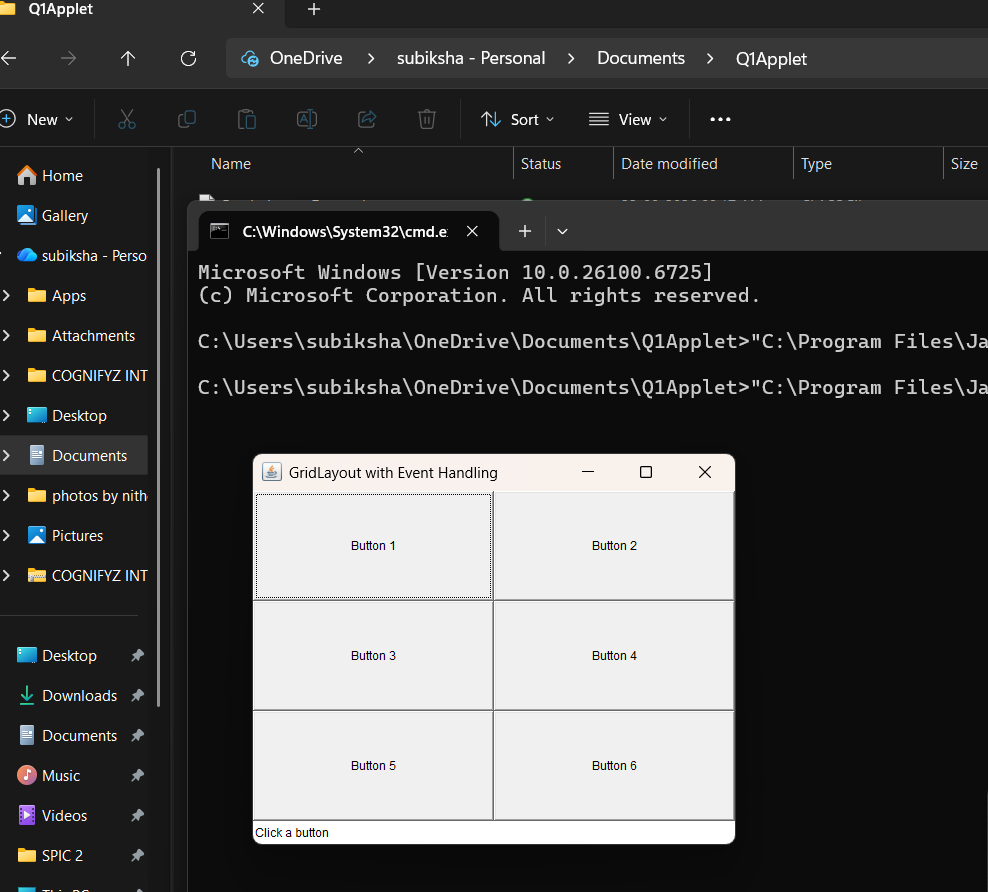 Q1Applet
OneDrive > subiksha - Personal > Documents > Q1Applet
New Sort View
Name Status Date modified Type Size
Home
Gallery
subiksha - Perso
Apps
Attachments
COGNIFYZ INT
Desktop
Documents
photos by nith
Pictures
COGNIFYZ INT
Desktop
Downloads
Documents
Music
Videos
SPIC 2
C:\Windows\System32\cmd.e
Microsoft Windows [Version 10.0.26100.6725]
(c) Microsoft Corporation. All rights reserved.
C:\Users\subiksha\OneDrive\Documents\Q1Applet>"C:\Program Files\Ja
C:\Users\subiksha\OneDrive\Documents\Q1Applet>"C:\Program Files\Ja
GridLayout with Event Handling
Button 1 Button 2
Button 3 Button 4
Button 5 Button 6
Click a button